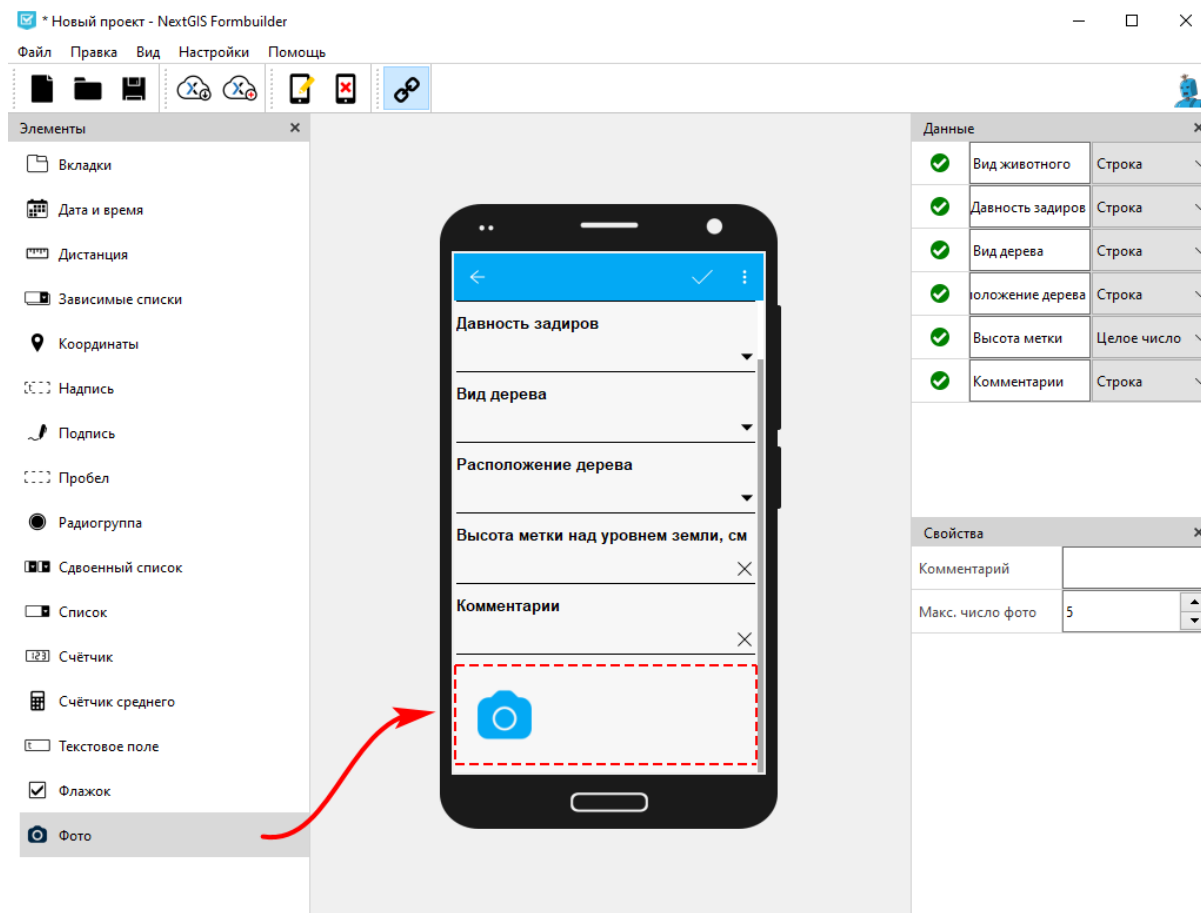 * Новый проект - NextGIS Formbuilder
Файл Правка Вид Настройки Помощь
Элементы
Вкладки
Дата и время
Дистанция
Зависимые списки
Координаты
Надпись
Подпись
Пробел
Радиогруппа
Сдвоенный список
Список
Счётчик
Счётчик среднего
Текстовое поле
Флажок
Фото
Давность задиров
Вид дерева
Расположение дерева
Высота метки над уровнем земли, см
Комментарии
Данные
Вид животного Строка
Давность задиров Строка
Вид дерева Строка
положение дерева Строка
Высота метки Целое число
Комментарии Строка
Свойства
Комментарий
Макс. число фото 5